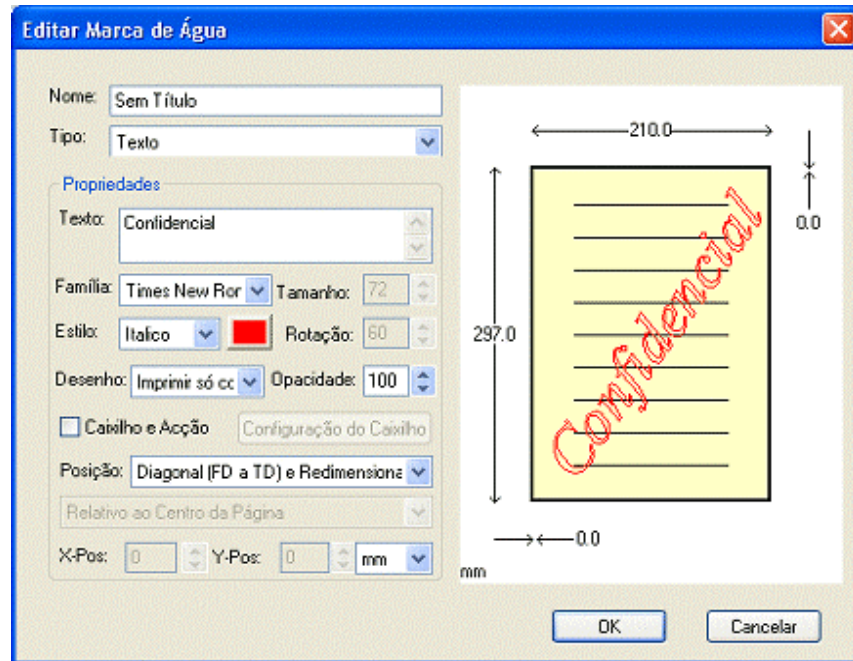 Editar Marca de Água
Nome: Sem Título
Tipo: Texto
Propriedades
Texto: Confidencial
Família: Times New Ror Tamanho: 72
Estilo: Italico Rotação: 60
Desenho: Imprimir só cc Opacidade: 100
Caixilho e Acção Configuração do Caixilho
Posição: Diagonal (FD a TD) e Redimensiona
Relativo ao Centro da Página
X-Pos: 0 Y-Pos: 0 mm
210.0
0.0
297.0
Confidencial
0.0
mm
OK Cancelar